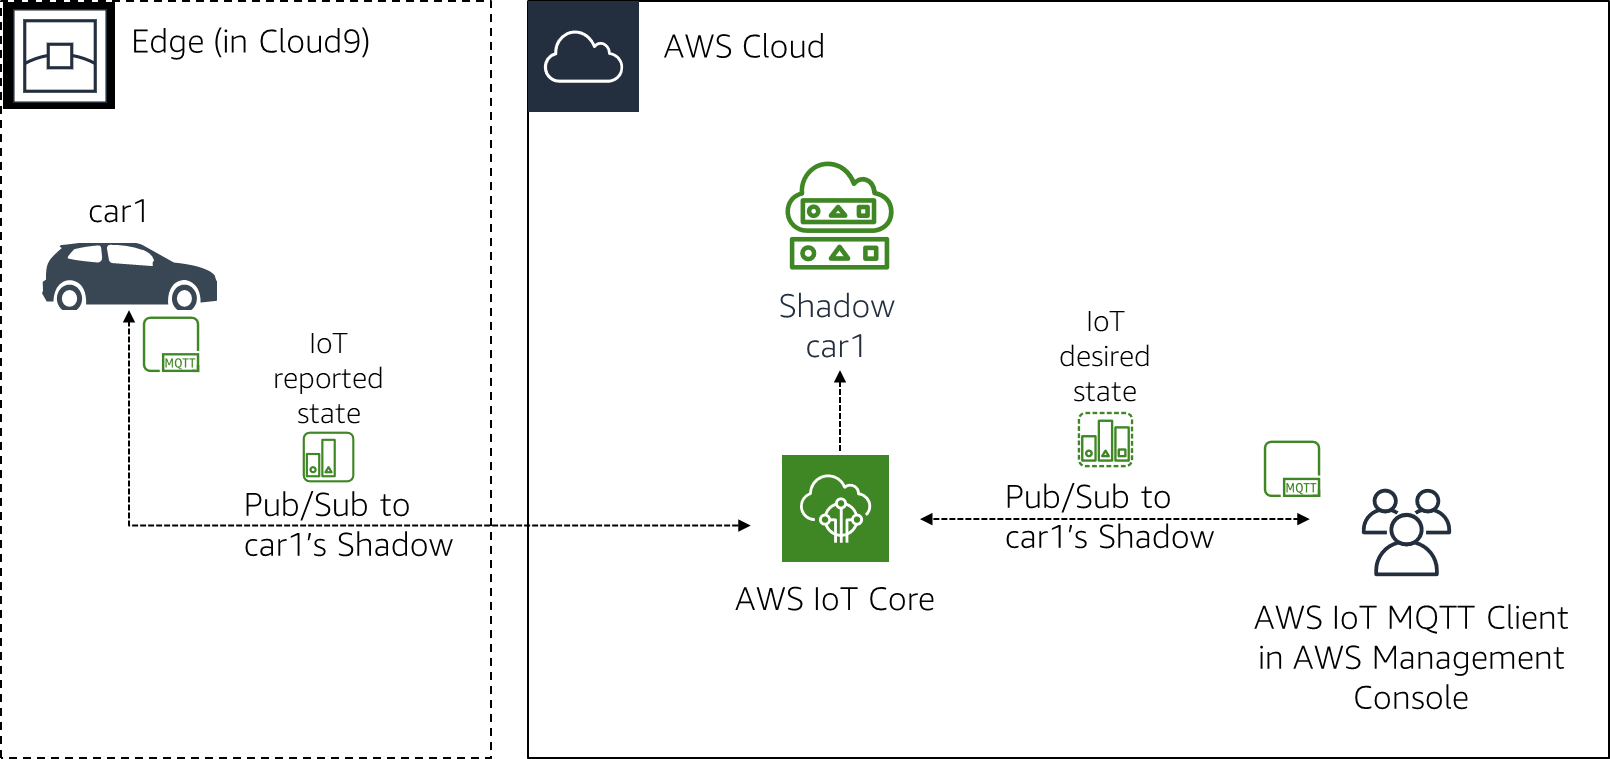 Edge (in Cloud9)
AWS Cloud
car1
MQTT
IoT
reported
state
Pub/Sub to
car1's Shadow
Shadow
car1
AWS IoT Core
IoT
desired
state
Pub/Sub to
car1's Shadow
MQTT
AWS IoT MQTT Client
in AWS Management
Console